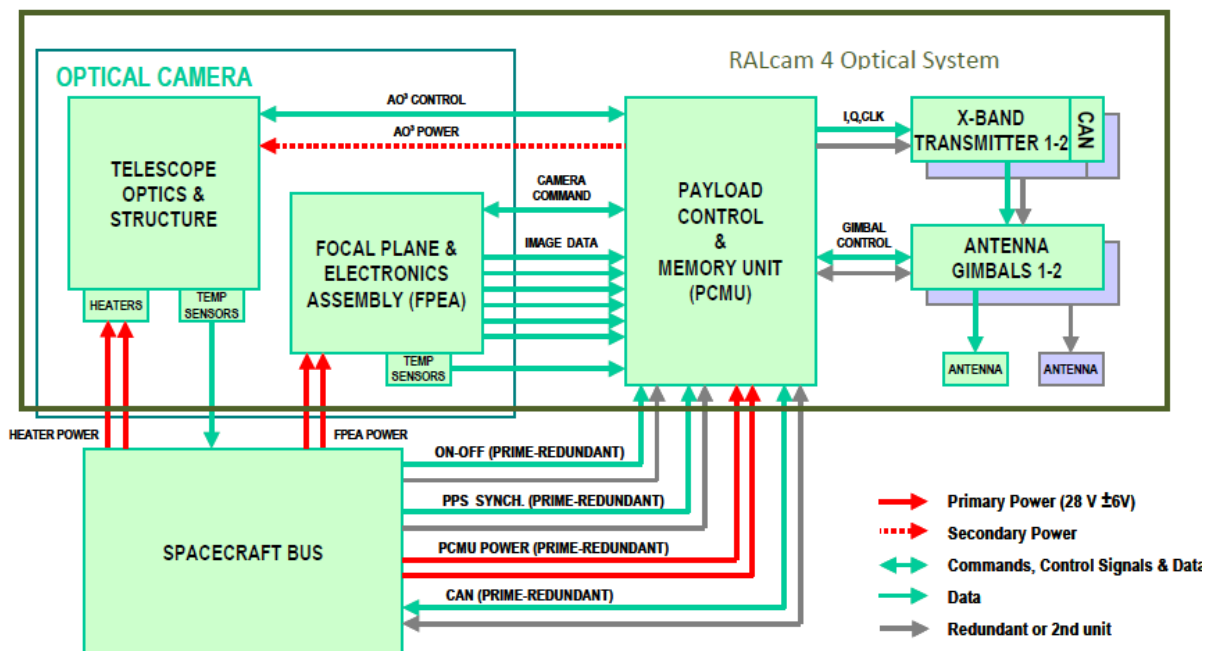 RALcam 4 Optical System
OPTICAL CAMERA
TELESCOPE
OPTICS &
STRUCTURE
HEATERS
TEMP
SENSORS
AO³ CONTROL
AO³ POWER
CAMERA
COMMAND
FOCAL PLANE &
ELECTRONICS
ASSEMBLY (FPEA)
IMAGE DATA
TEMP
SENSORS
PAYLOAD
CONTROL
&
MEMORY UNIT
(PCMU)
I,Q,CLK
X-BAND
TRANSMITTER 1-2
CAN
GIMBAL
CONTROL
ANTENNA
GIMBALS 1-2
ANTENNA
ANTENNA
HEATER POWER
FPEA POWER
SPACECRAFT BUS
ON-OFF (PRIME-REDUNDANT)
PPS SYNCH. (PRIME-REDUNDANT)
PCMU POWER (PRIME-REDUNDANT)
CAN (PRIME-REDUNDANT)
Primary Power (28 V ±6V)
Secondary Power
Commands, Control Signals & Data
Data
Redundant or 2nd unit